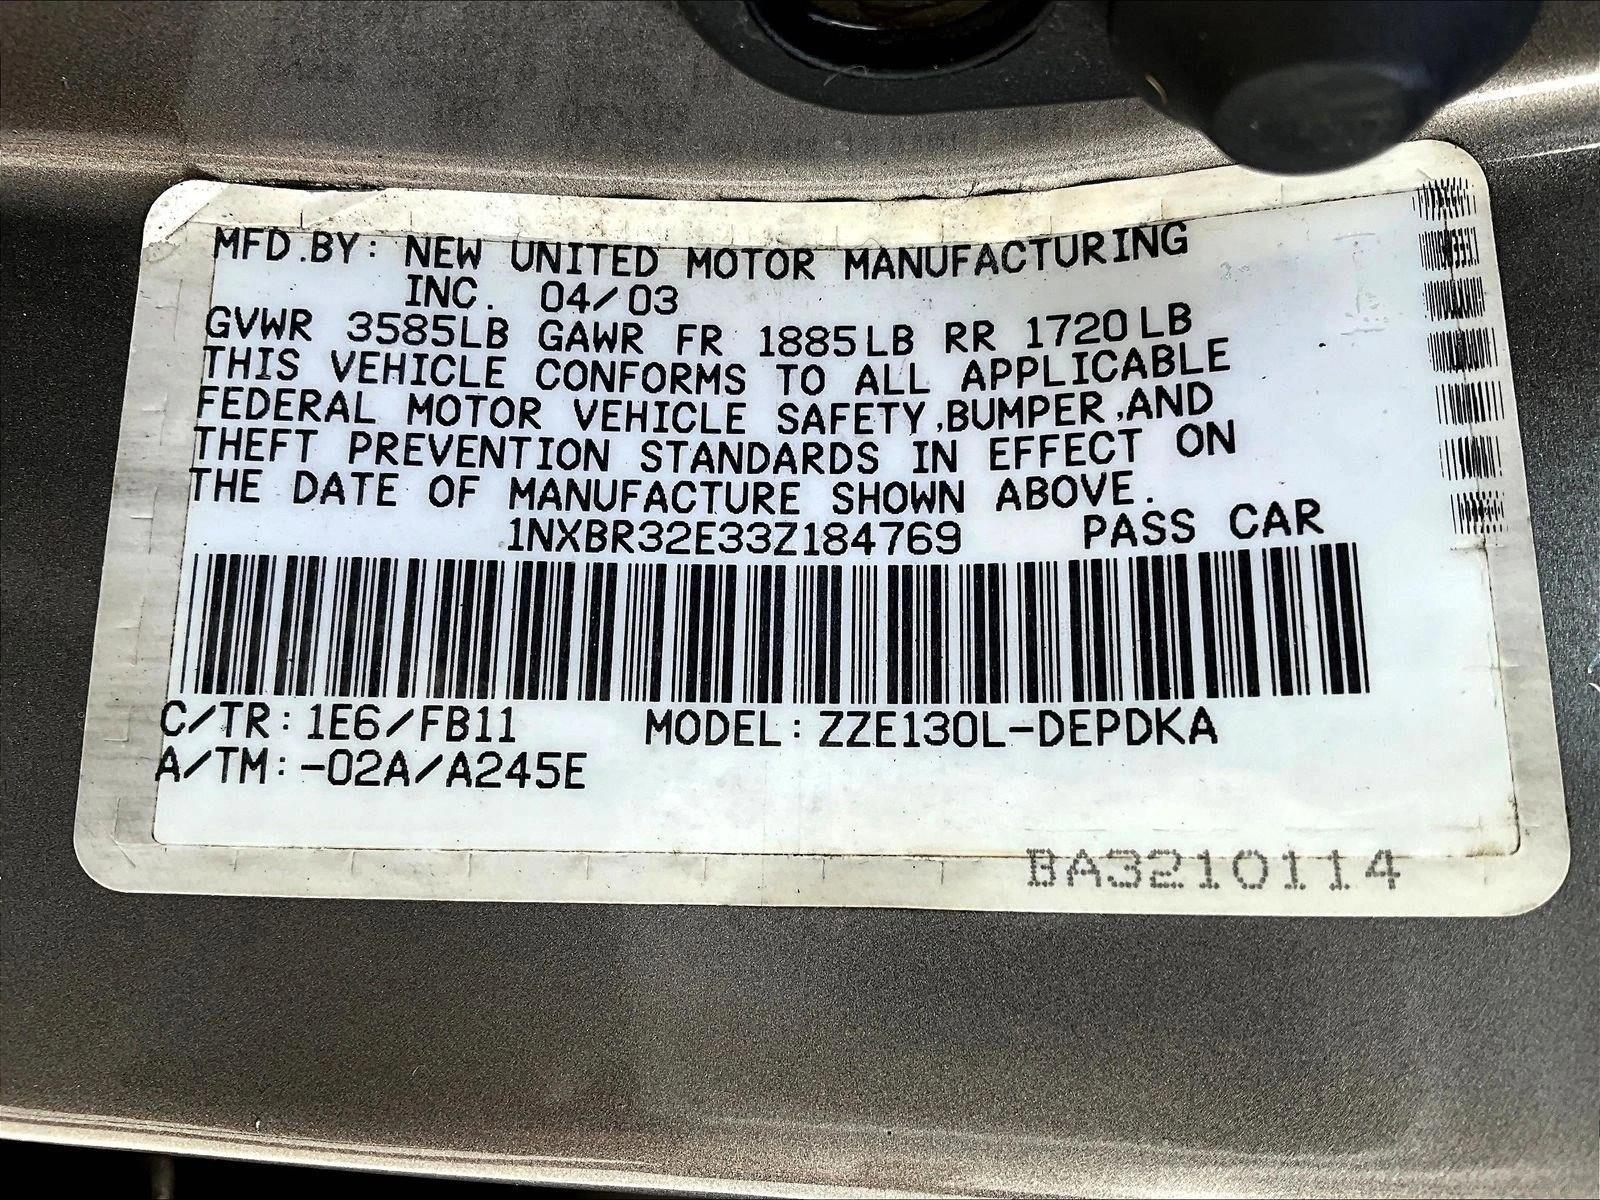 MFD.BY: NEW UNITED MOTOR MANUFACTURING
INC. 04/03
GVWR 3585LB GAWR FR 1885LB RR 1720LB
THIS VEHICLE CONFORMS TO ALL APPLICABLE
FEDERAL MOTOR VEHICLE SAFETY,BUMPER,AND
THEFT PREVENTION STANDARDS IN EFFECT ON
THE DATE OF MANUFACTURE SHOWN ABOVE.
1NXBR32E33Z184769 PASS CAR
C/TR:1E6/FB11 MODEL:ZZE130L-DEPDKA
A/TM:-02A/A245E
BA3210114